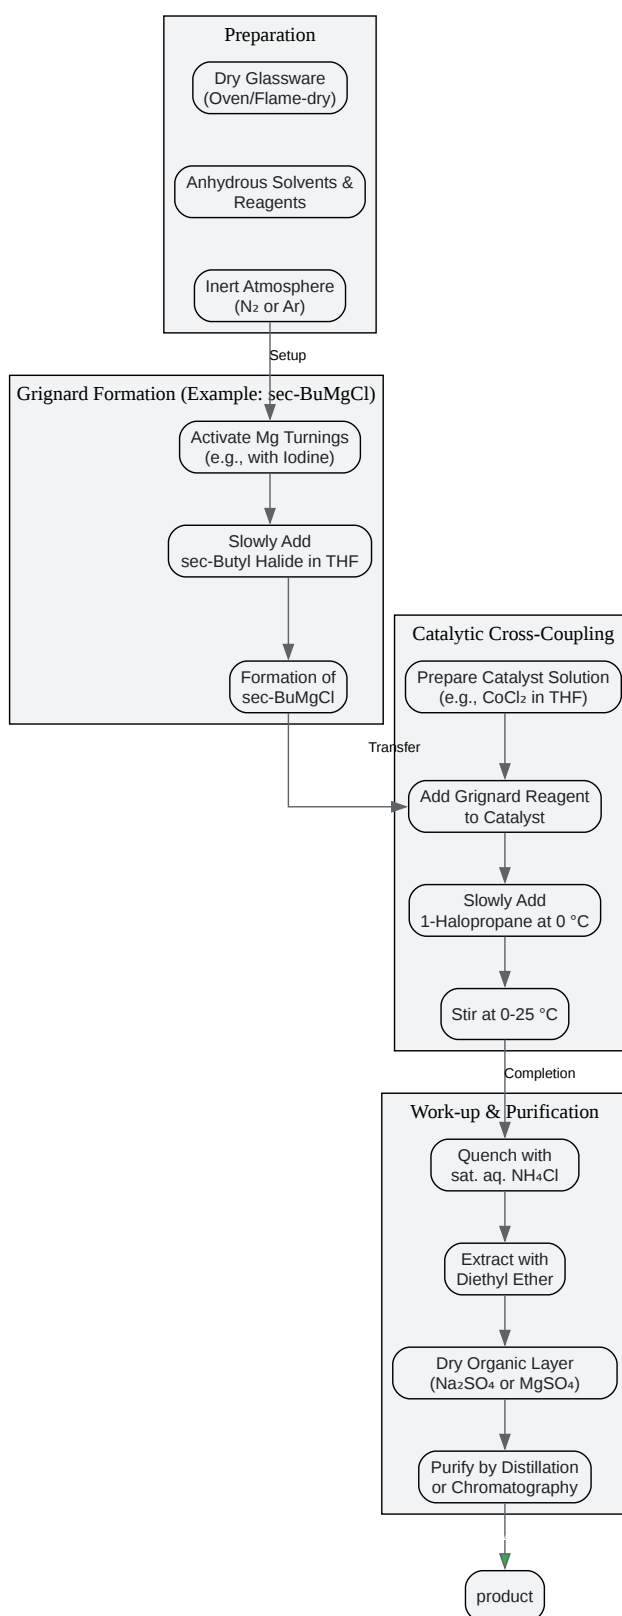 Preparation
Dry Glassware
(Oven/Flame-dry)
Anhydrous Solvents &
Reagents
Inert Atmosphere
(N₂ or Ar)
Setup
Grignard Formation (Example: sec-BuMgCl)
Activate Mg Turnings
(e.g., with Iodine)
Slowly Add
sec-Butyl Halide in THF
Formation of
sec-BuMgCl
Transfer
Catalytic Cross-Coupling
Prepare Catalyst Solution
(e.g., CoCl₂ in THF)
Add Grignard Reagent
to Catalyst
Slowly Add
1-Halopropane at 0 °C
Stir at 0-25 °C
Completion
Work-up & Purification
Quench with
sat. aq. NH₄Cl
Extract with
Diethyl Ether
Dry Organic Layer
(Na₂SO₄ or MgSO₄)
Purify by Distillation
or Chromatography
product